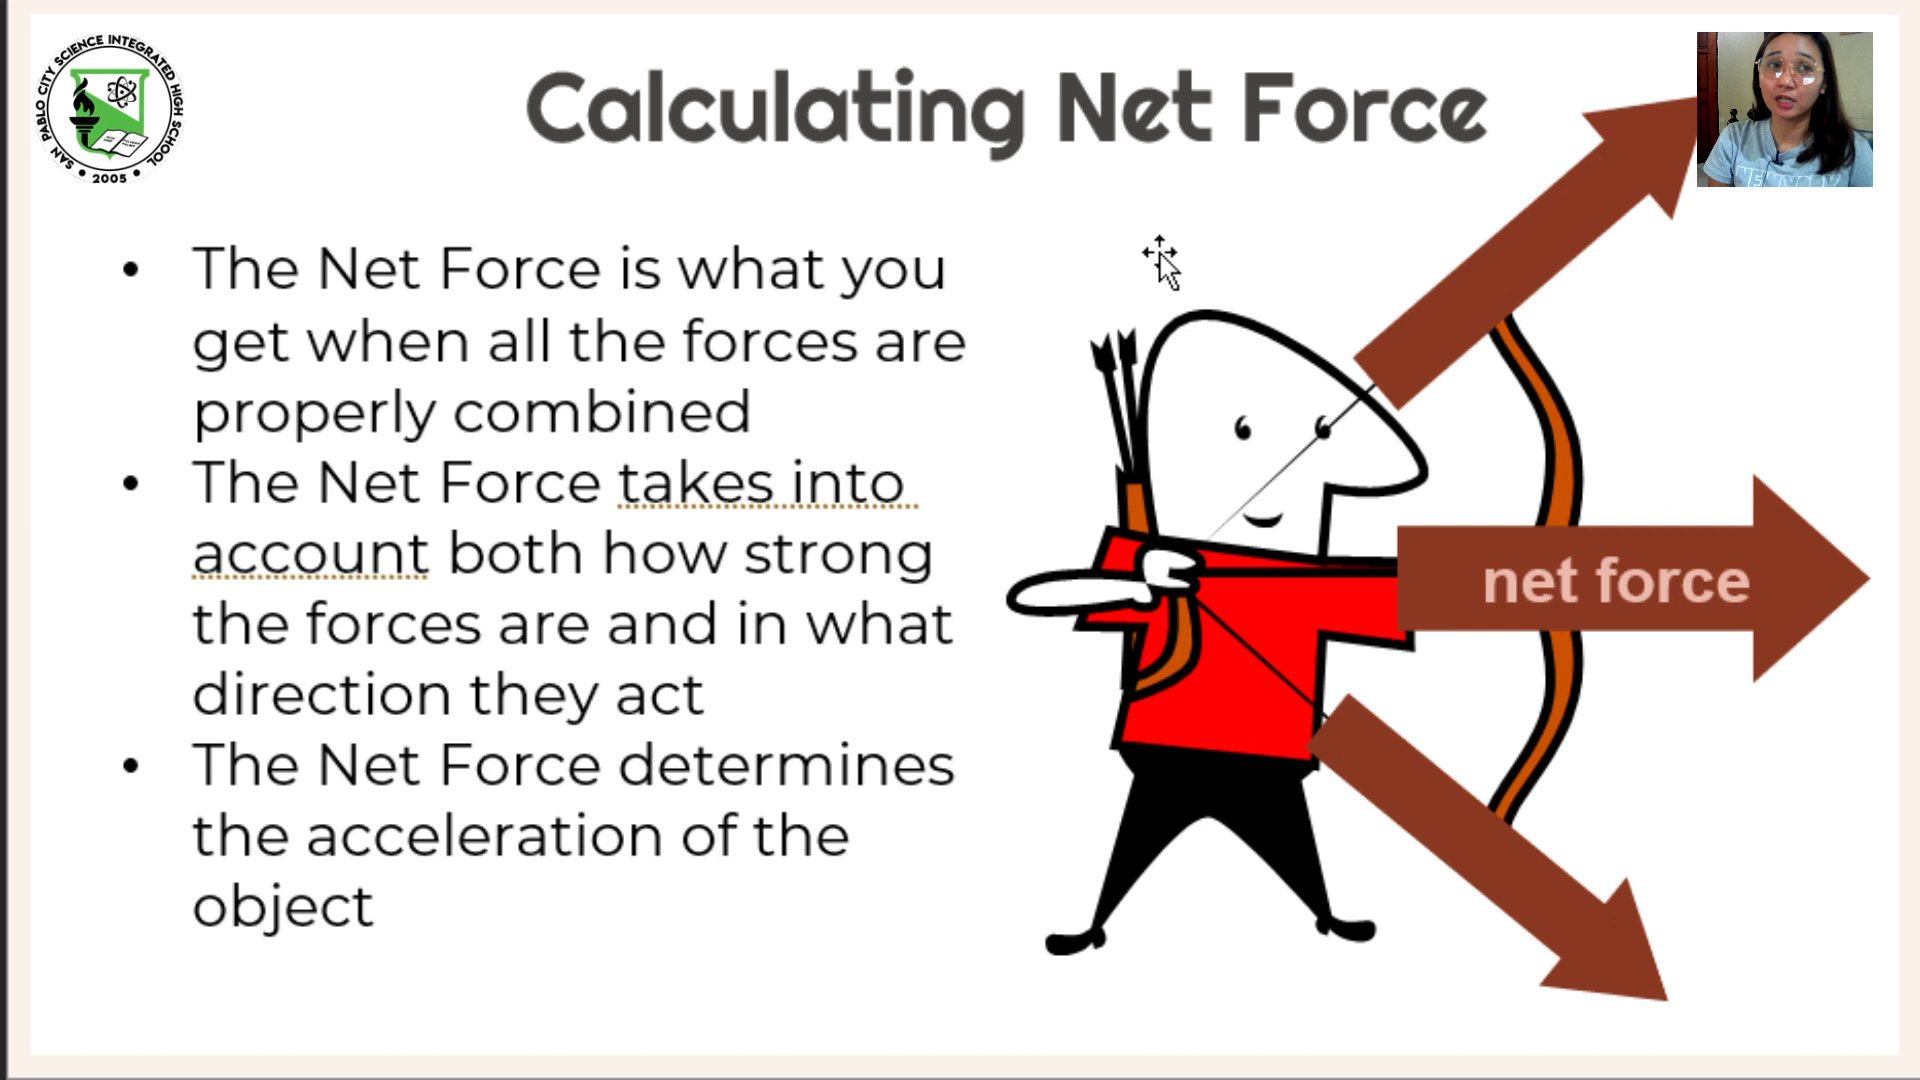 SAN PABLO CITY SCIENCE INTEGRATED HIGH SCHOOL
• 2005 •
Calculating Net Force
• The Net Force is what you
get when all the forces are
properly combined
• The Net Force takes into
account both how strong
the forces are and in what
direction they act
• The Net Force determines
the acceleration of the
object
net force